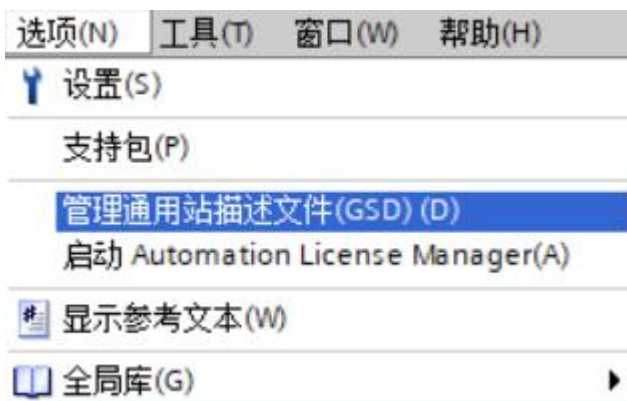 选项(N) 工具(T) 窗口(W) 帮助(H)
设置(S)
支持包(P)
管理通用站描述文件(GSD) (D)
启动 Automation License Manager(A)
显示参考文本(W)
全局库(G)